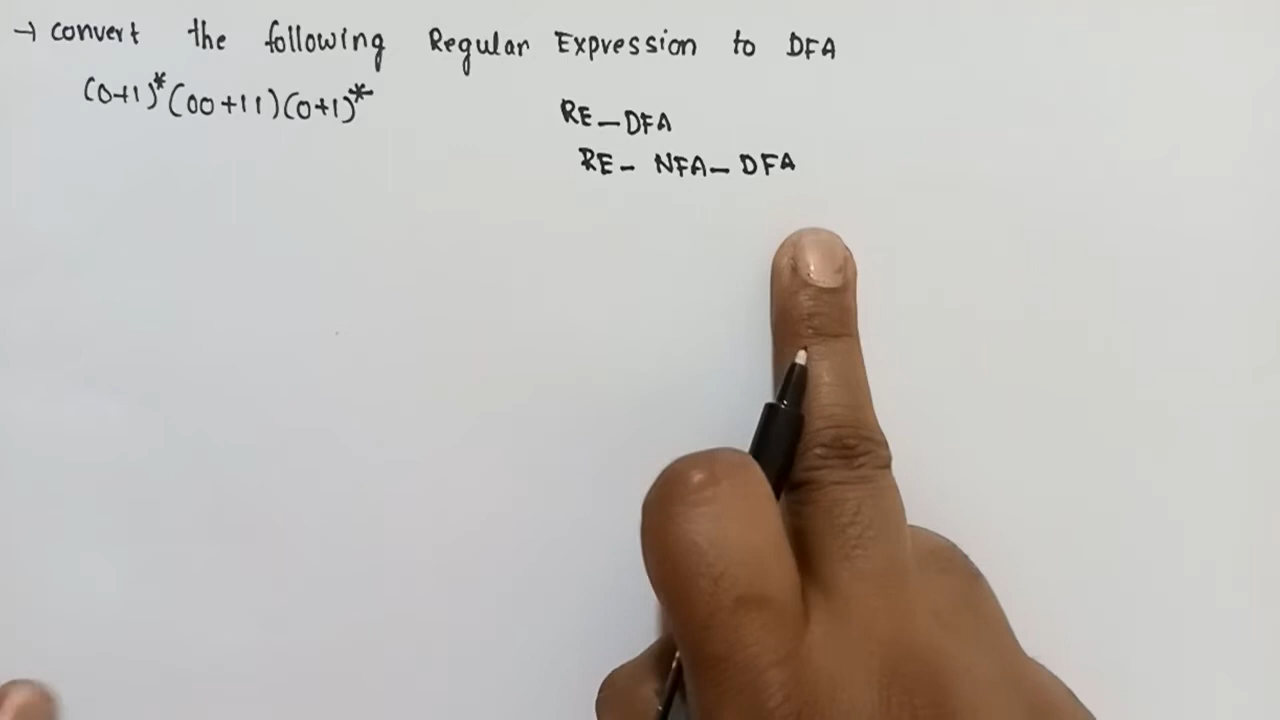 → convert the following Regular Expression to DFA
(0+1)*(00+11)(0+1)*
RE - DFA
RE - NFA - DFA